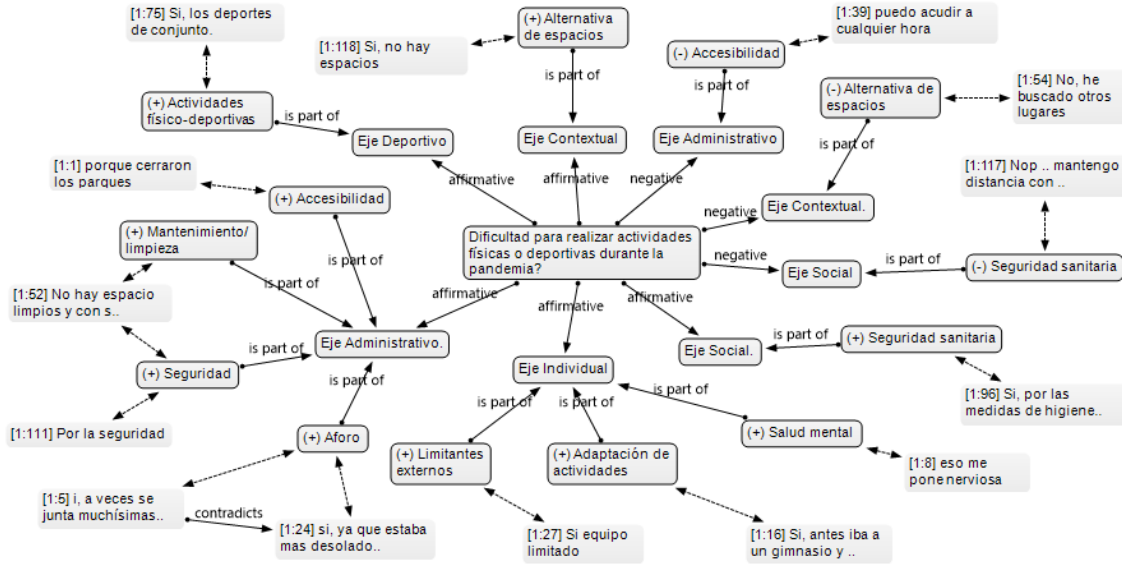 [1:75] Si, los deportes
de conjunto.
(+) Alternativa
de espacios
[1:39] puedo acudir a
cualquier hora
[1:118] Si, no hay
espacios
(-) Accesibilidad
(-) Alternativa de
espacios
[1:54] No, he
buscado otros
lugares
(+) Actividades
físico-deportivas
is part of
is part of
is part of
is part of
Eje Deportivo
Eje Contextual
Eje Administrativo
[1:1] porque cerraron
los parques
affirmative
affirmative
negative
[1:117] Nop .. mantengo
distancia con ..
(+) Accesibilidad
negative
Eje Contextual.
(+) Mantenimiento/
limpieza
Dificultad para realizar actividades
físicas o deportivas durante la
pandemia?
negative
Eje Social
is part of
(-) Seguridad sanitaria
is part of
is part of
[1:52] No hay espacio
limpios y con s..
affirmative
affirmative
affirmative
Eje Administrativo.
Eje Social.
is part of
(+) Seguridad sanitaria
(+) Seguridad
is part of
Eje Individual
is part of
is part of
is part of
is part of
[1:96] Si, por las
medidas de higiene..
[1:111] Por la seguridad
(+) Aforo
(+) Limitantes
externos
(+) Adaptación de
actividades
(+) Salud mental
[1:8] eso me
pone nerviosa
[1:5] i, a veces se
junta muchísimas..
contradicts
[1:24] si, ya que estaba
mas desolado..
[1:27] Si equipo
limitado
[1:16] Si, antes iba a
un gimnasio y ..